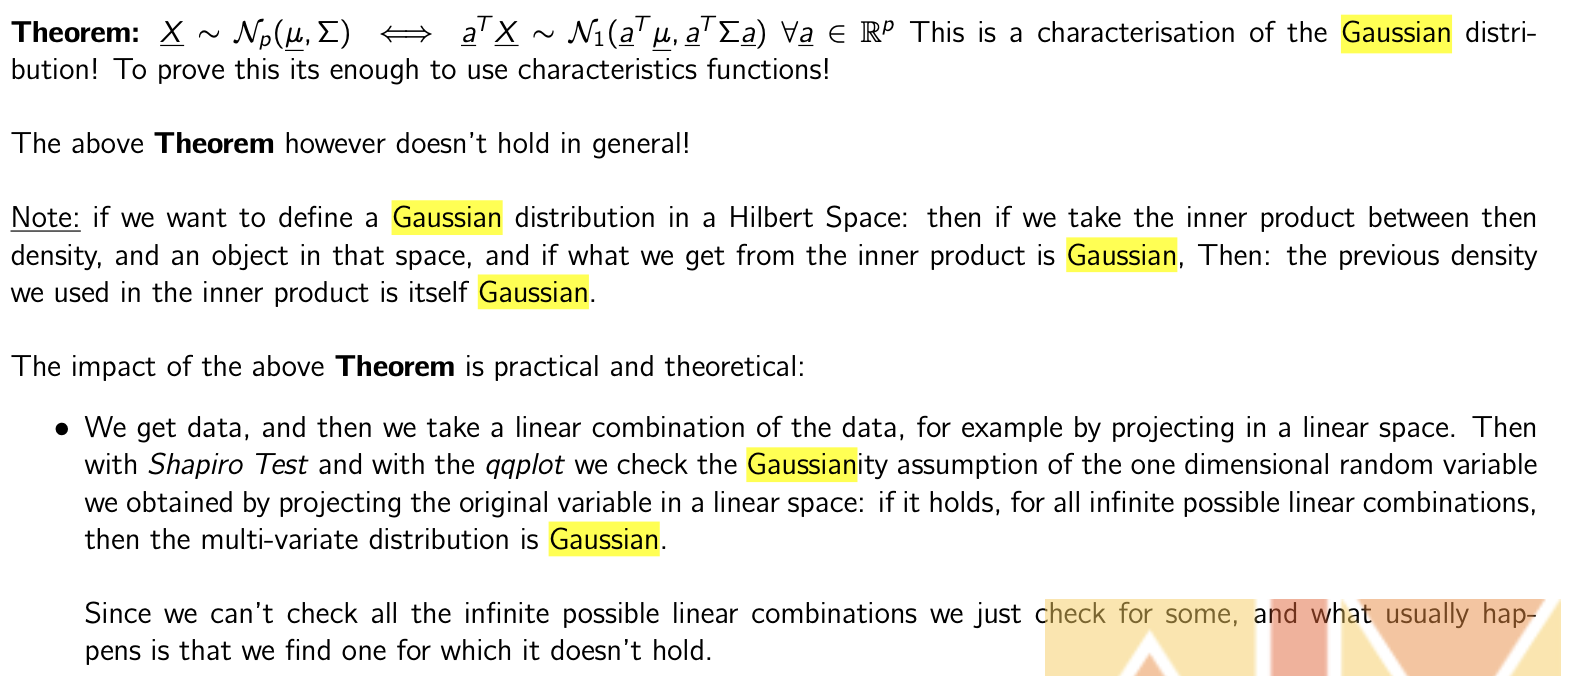 Theorem: X ∼ 𝒩p(μ, Σ) ⟺ aᵀX ∼ 𝒩1(aᵀμ, aᵀΣa) ∀a ∈ ℝᵖ This is a characterisation of the Gaussian distri-
bution! To prove this its enough to use characteristics functions!
The above Theorem however doesn't hold in general!
Note: if we want to define a Gaussian distribution in a Hilbert Space: then if we take the inner product between then
density, and an object in that space, and if what we get from the inner product is Gaussian, Then: the previous density
we used in the inner product is itself Gaussian.
The impact of the above Theorem is practical and theoretical:
• We get data, and then we take a linear combination of the data, for example by projecting in a linear space. Then
with Shapiro Test and with the qqplot we check the Gaussianity assumption of the one dimensional random variable
we obtained by projecting the original variable in a linear space: if it holds, for all infinite possible linear combinations,
then the multi-variate distribution is Gaussian.
Since we can't check all the infinite possible linear combinations we just check for some, and what usually hap-
pens is that we find one for which it doesn't hold.